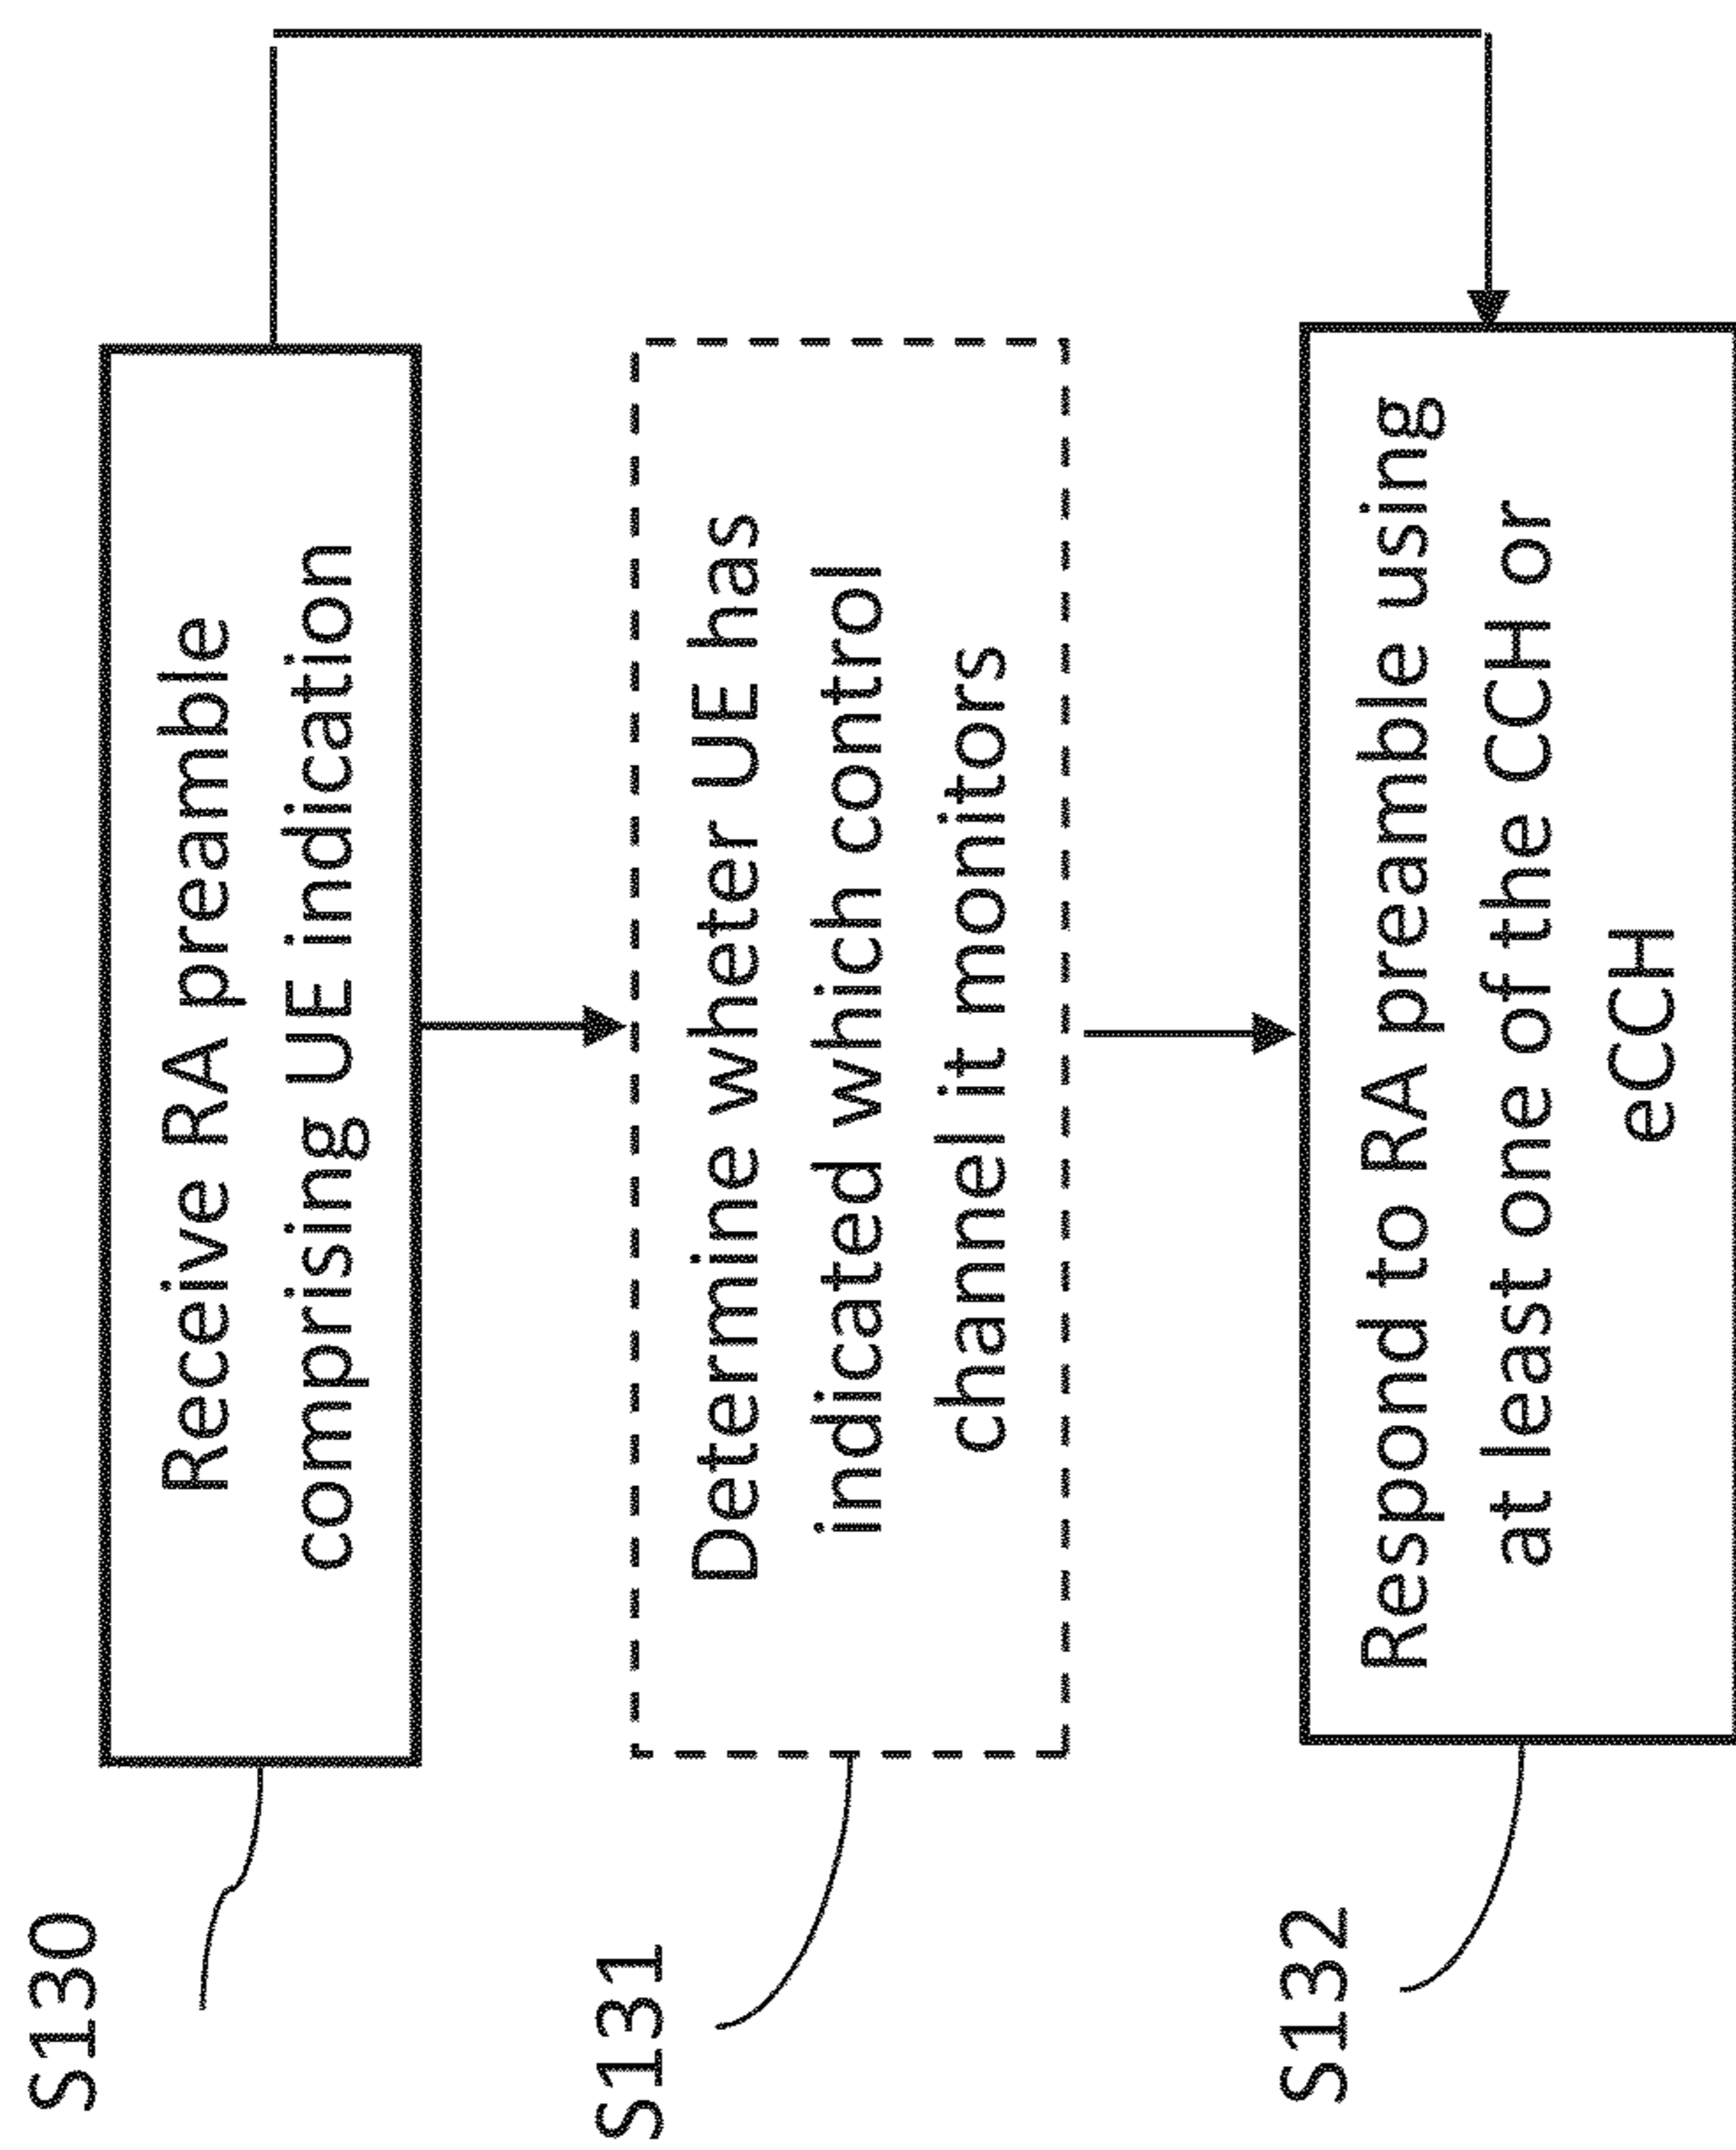 S130
Receive RA preamble
comprising UE indication
S131
Determine wheter UE has
indicated which control
channel it monitors
S132
Respond to RA preamble using
at least one of the CCH or
eCCH